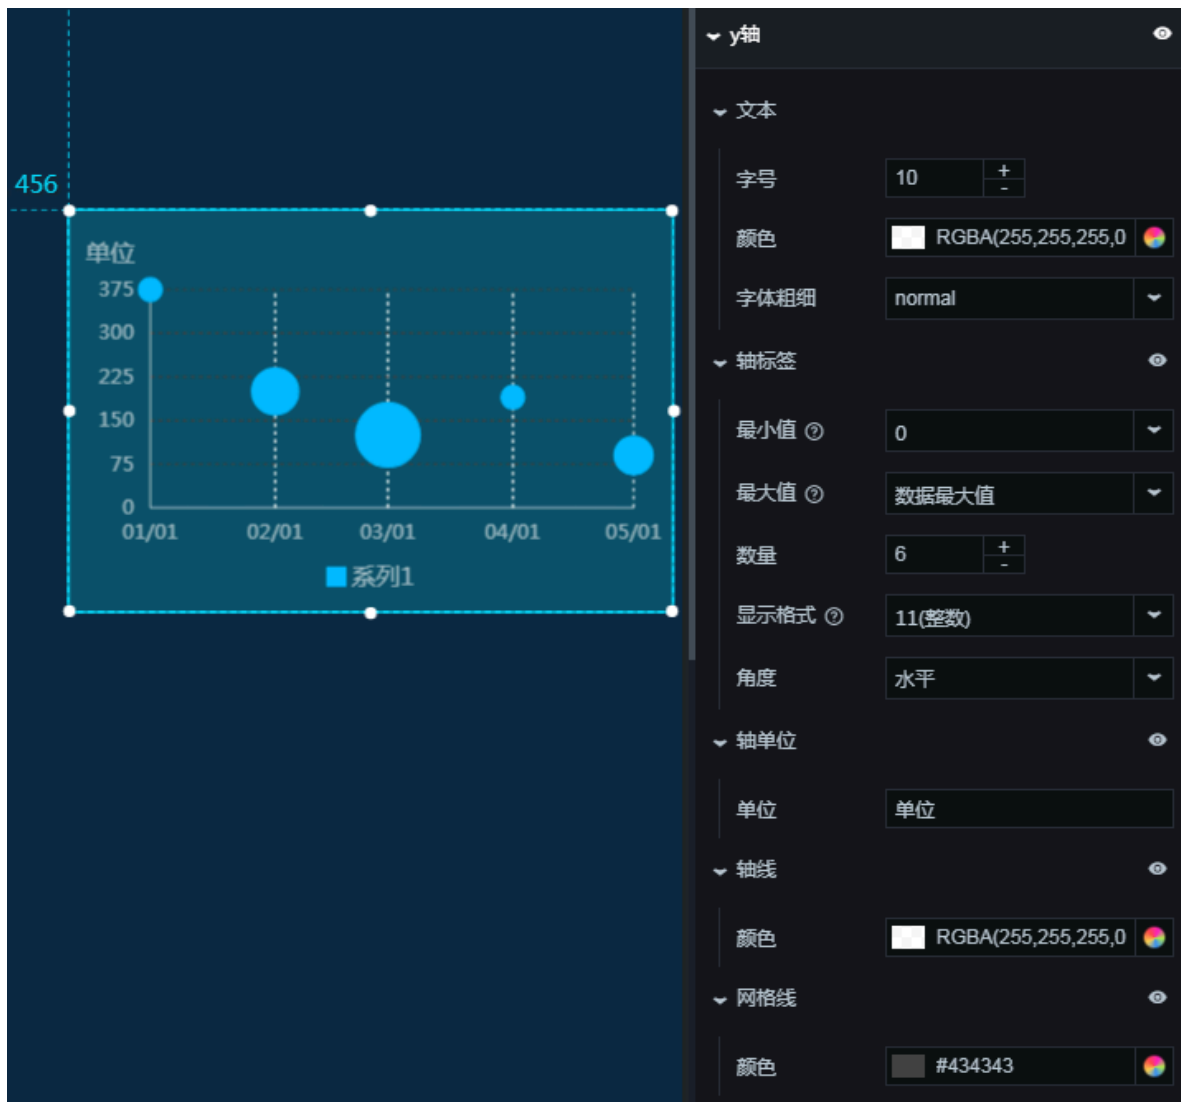 456
单位
375
300
225
150
75
0
01/01 02/01 03/01 04/01 05/01
系列1
y轴
文本
字号 10 + -
颜色 RGBA(255,255,255,0
字体粗细 normal
轴标签
最小值 ? 0
最大值 ? 数据最大值
数量 6 + -
显示格式 ? 11(整数)
角度 水平
轴单位
单位 单位
轴线
颜色 RGBA(255,255,255,0
网格线
颜色 #434343